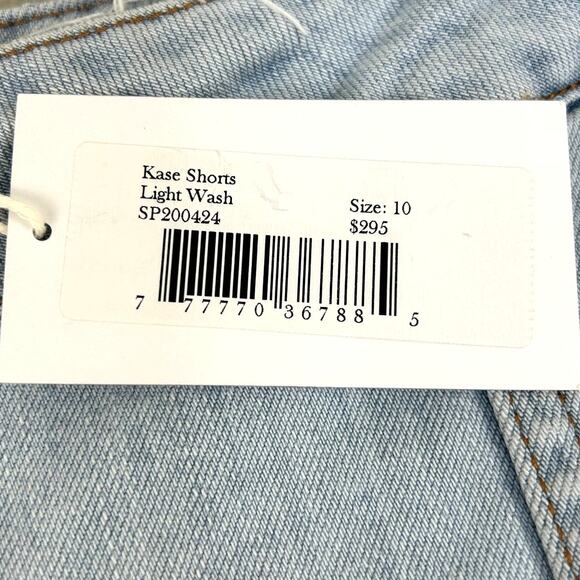 Kase Shorts
Light Wash
SP200424
Size: 10
$295
7 77770 36788 5